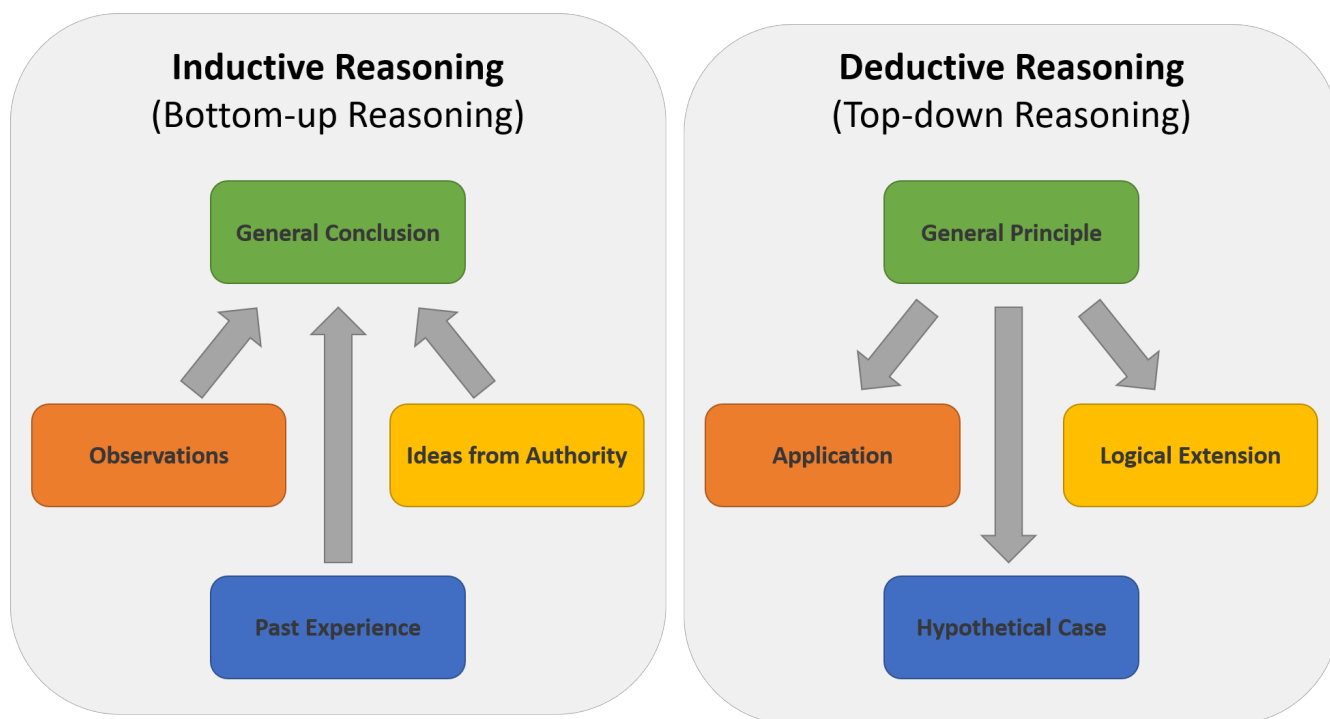 Inductive Reasoning
(Bottom-up Reasoning)
General Conclusion
Observations
Ideas from Authority
Past Experience
Deductive Reasoning
(Top-down Reasoning)
General Principle
Application
Logical Extension
Hypothetical Case